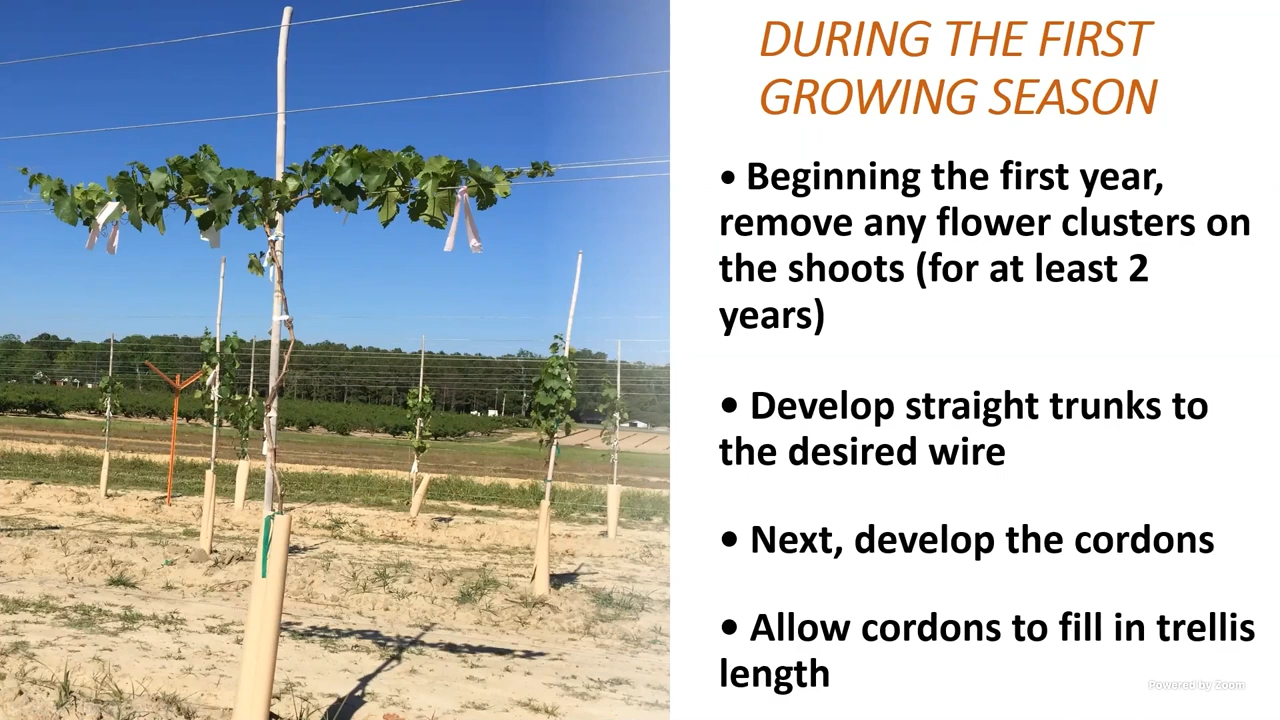 DURING THE FIRST
GROWING SEASON
• Beginning the first year,
remove any flower clusters on
the shoots (for at least 2
years)
• Develop straight trunks to
the desired wire
• Next, develop the cordons
• Allow cordons to fill in trellis
length
Powered by Zoom